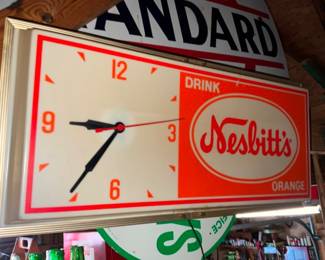 ANDARD
12
9
3
6
DRINK
Nesbitt's
ORANGE